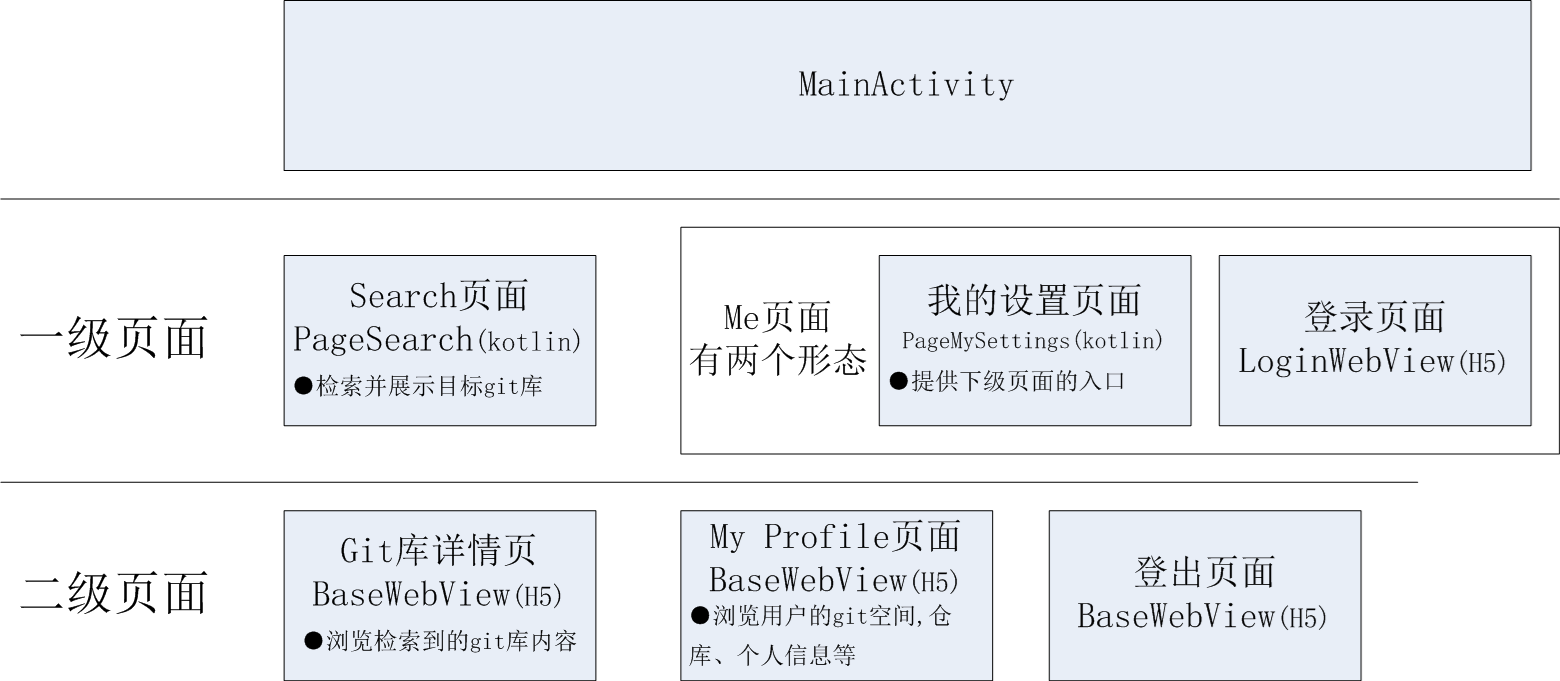 MainActivity
一级页面
Search页面
PageSearch(kotlin)
●检索并展示目标git库
Me页面
有两个形态
我的设置页面
PageMySettings(kotlin)
●提供下级页面的入口
登录页面
LoginWebView(H5)
二级页面
Git库详情页
BaseWebView(H5)
●浏览检索到的git库内容
My Profile页面
BaseWebView(H5)
●浏览用户的git空间,仓
库、个人信息等
登出页面
BaseWebView(H5)